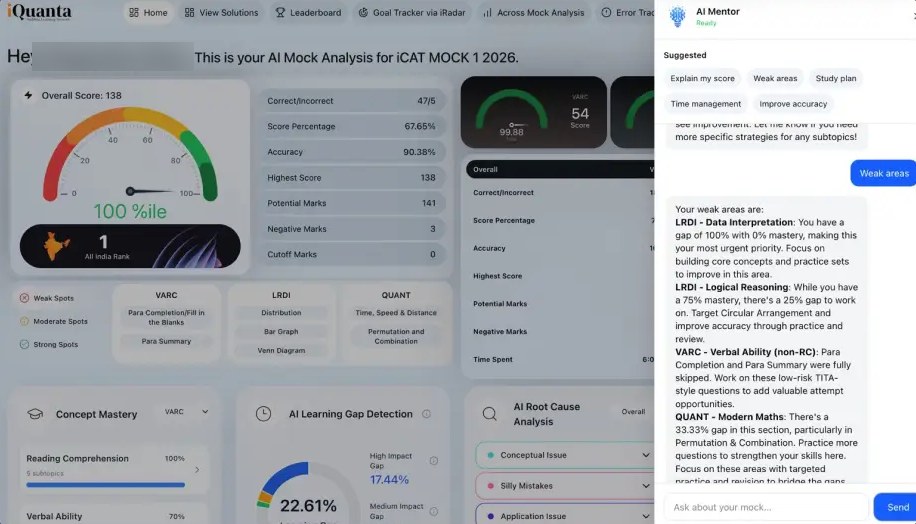 iQuanta
Home
View Solutions
Leaderboard
Goal Tracker via iRadar
Across Mock Analysis
Error Trac
Hey
This is your AI Mock Analysis for iCAT MOCK 1 2026.
Overall Score: 138
0
20
40
60
80
100
100 %ile
1
All India Rank
Correct/Incorrect 47/5
Score Percentage 67.65%
Accuracy 90.38%
Highest Score 138
Potential Marks 141
Negative Marks 3
Cutoff Marks 0
99.88
VARC
54
Score
Overall
Correct/Incorrect
Score Percentage
Accuracy
Highest Score
Potential Marks
Negative Marks
Time Spent
Weak Spots
Moderate Spots
Strong Spots
VARC
Para Completion/Fill in
the Blanks
Para Summary
LRDI
Distribution
Bar Graph
Venn Diagram
QUANT
Time, Speed & Distance
Permutation and
Combination
Concept Mastery
VARC
Reading Comprehension 100%
5 subtopics
Verbal Ability 70%
AI Learning Gap Detection
22.61%
High Impact
Gap
17.44%
Medium Impact
Gap
AI Root Cause
Analysis
Overall
Conceptual Issue
Silly Mistakes
Application Issue
AI Mentor
Ready
Suggested
Explain my score
Weak areas
Study plan
Time management
Improve accuracy
see improvement. Let me know if you need
more specific strategies for any subtopics!
Weak areas
Your weak areas are:
LRDI - Data Interpretation: You have a
gap of 100% with 0% mastery, making this
your most urgent priority. Focus on
building core concepts and practice sets
to improve in this area.
LRDI - Logical Reasoning: While you have
a 75% mastery, there's a 25% gap to work
on. Target Circular Arrangement and
improve accuracy through practice and
review.
VARC - Verbal Ability (non-RC): Para
Completion and Para Summary were fully
skipped. Work on these low-risk TITA-
style questions to add valuable attempt
opportunities.
QUANT - Modern Maths: There's a
33.33% gap in this section, particularly in
Permutation & Combination. Practice more
questions to strengthen your skills here.
Focus on these areas with targeted
practice and revision to bridge the gaps
Ask about your mock...
Send